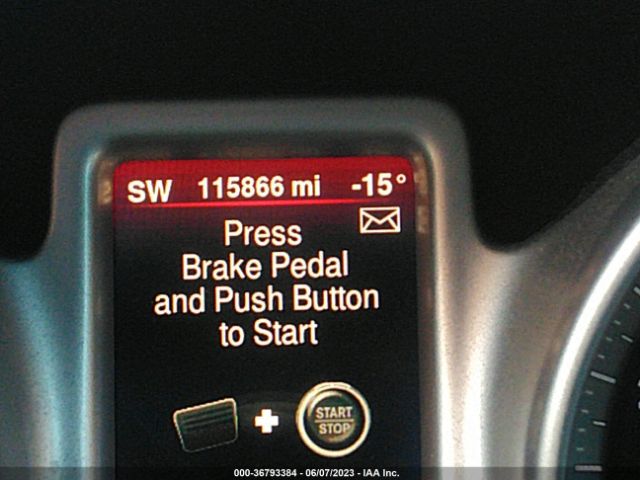 SW 115866 mi -15°
Press
Brake Pedal
and Push Button
to Start
START
STOP
000-36793384 - 06/07/2023 - IAA Inc.